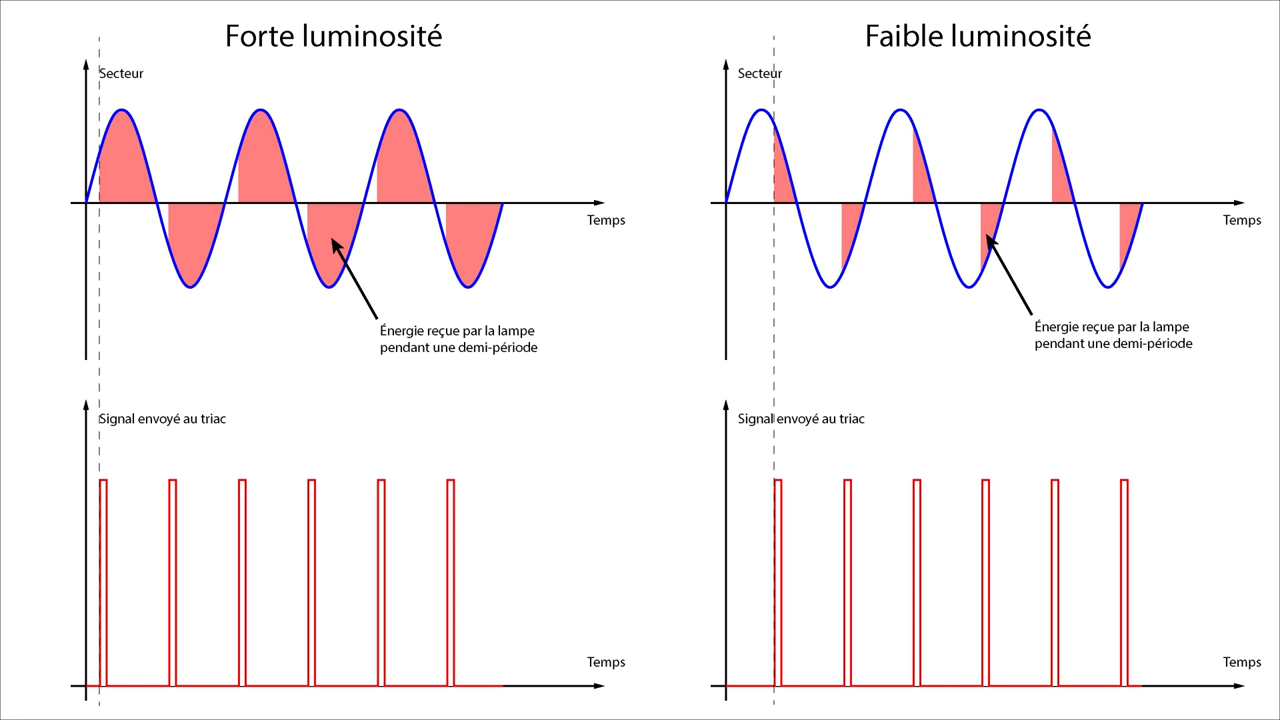 Forte luminosité
Secteur
Temps
Énergie reçue par la lampe
pendant une demi-période
Signal envoyé au triac
Temps
Faible luminosité
Secteur
Temps
Énergie reçue par la lampe
pendant une demi-période
Signal envoyé au triac
Temps